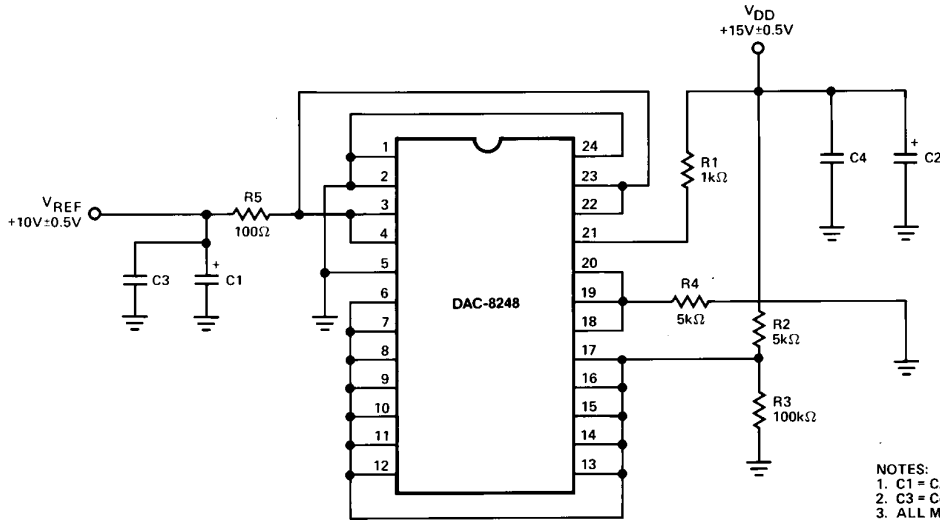 VDD
+15V±0.5V
VREF
+10V±0.5V
R5
100Ω
C3
C1
+
1
2
3
4
5
6
7
8
9
10
11
12
DAC-8248
24
23
22
21
20
19
18
17
16
15
14
13
R1
1kΩ
C4
+
C2
R4
5kΩ
R2
5kΩ
R3
100kΩ
NOTES:
1. C1 = C
2. C3 = C
3. ALL M